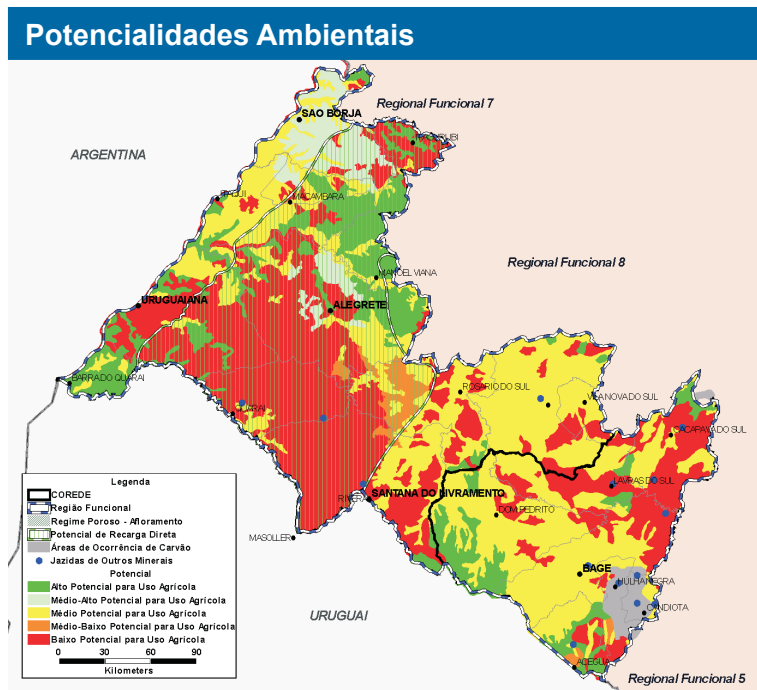 Potencialidades Ambientais
Regional Funcional 7
SAO BORJA
ARGENTINA
ITAQUI
MACAMBARA
Regional Funcional 8
MANOEL VIANA
URUGUAIANA
ALEGRETE
BARRA DO QUARAI
ROSARIO DO SUL
VILA NOVA DO SUL
QUARAI
CACAPAVA DO SUL
LAVRAS DO SUL
RIVERA
SANTANA DO NIVRAMENTO
DOM PEDRITO
MASOLLER
BAGE
HULHA NEGRA
CANDIOTA
URUGUAI
ACEGUA
Regional Funcional 5
Legenda
COREDE
Região Funcional
Regime Poroso - Afloramento
Potencial de Recarga Direta
Áreas de Ocorrência de Carvão
Jazidas de Outros Minerais
Potencial
Alto Potencial para Uso Agrícola
Médio-Alto Potencial para Uso Agrícola
Médio Potencial para Uso Agrícola
Médio-Baixo Potencial para Uso Agrícola
Baixo Potencial para Uso Agrícola
0 30 60 90
Kilometers